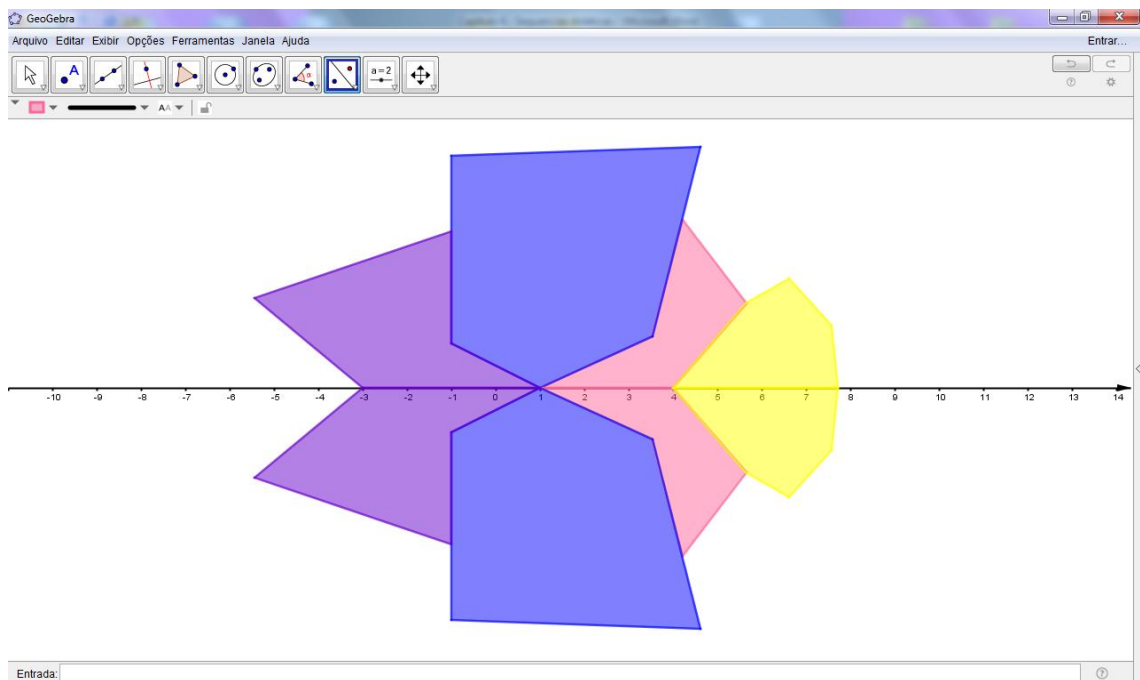 GeoGebra
Arquivo Editar Exibir Opções Ferramentas Janela Ajuda Entrar...
A a=2
AA
-10 -9 -8 -7 -6 -5 -4 -3 -2 -1 0 1 2 3 4 5 6 7 8 9 10 11 12 13 14
Entrada: